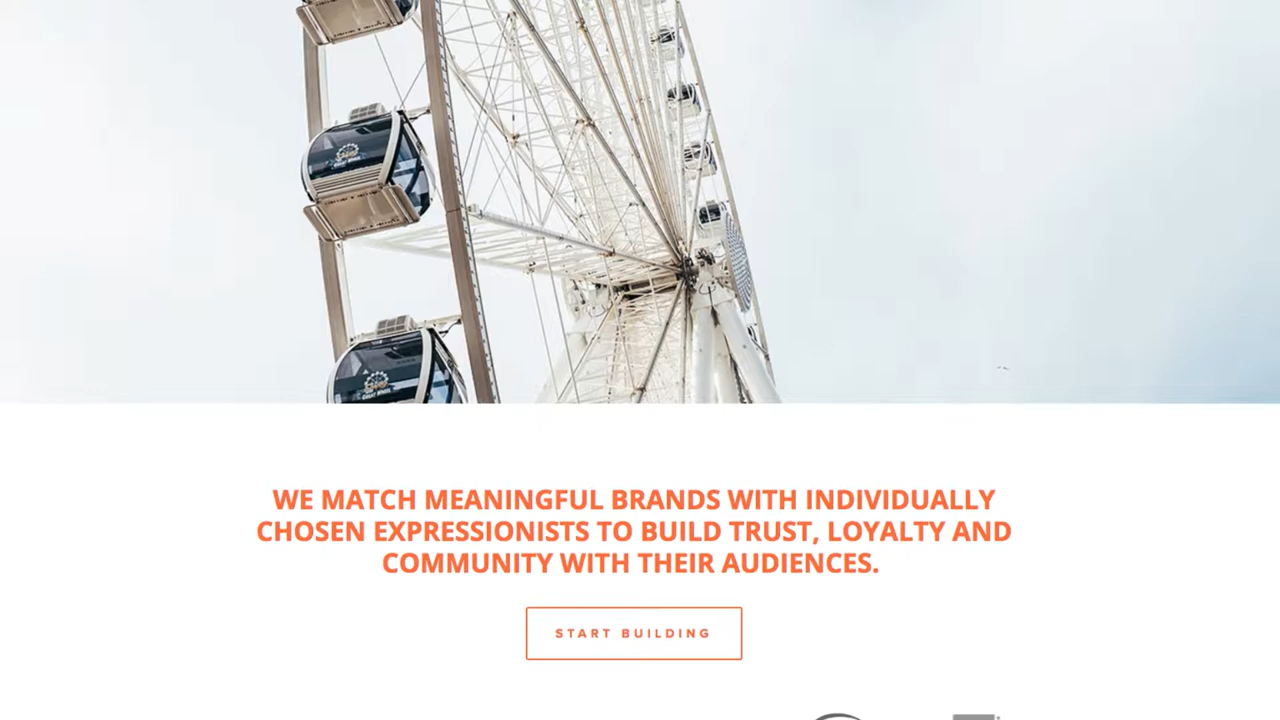 WE MATCH MEANINGFUL BRANDS WITH INDIVIDUALLY
CHOSEN EXPRESSIONISTS TO BUILD TRUST, LOYALTY AND
COMMUNITY WITH THEIR AUDIENCES.
START BUILDING